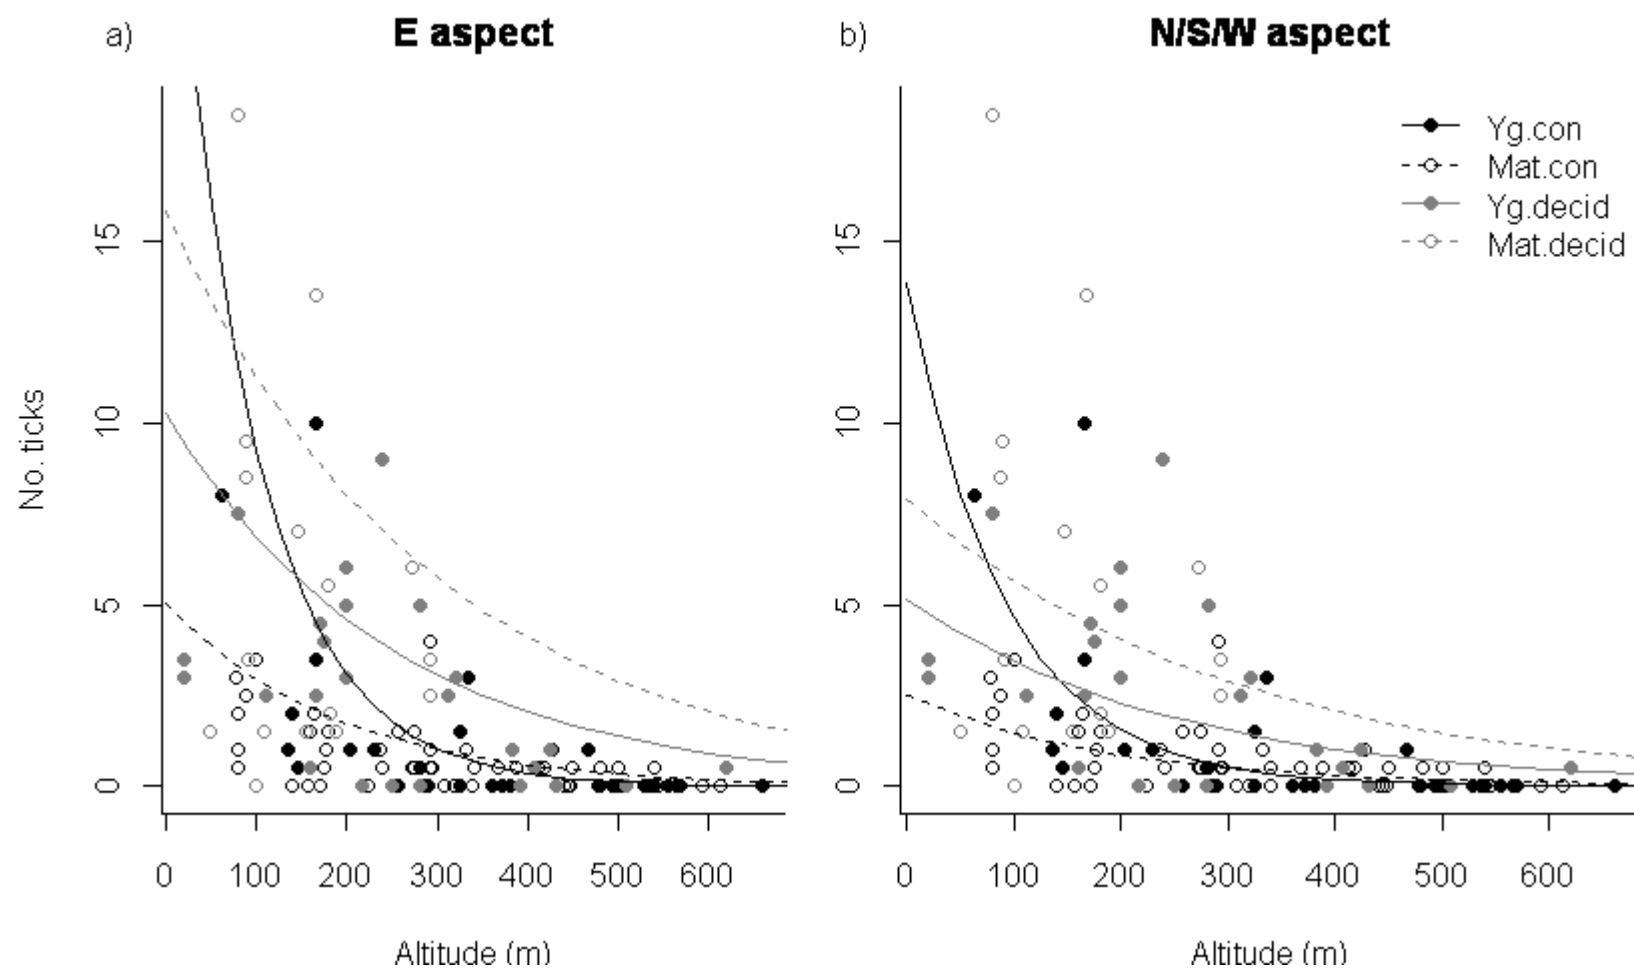 a)
E aspect
b)
N/S/W aspect
Yg.con
Mat.con
Yg.decid
Mat.decid
No. ticks
15
10
5
0
15
10
5
0
0 100 200 300 400 500 600
0 100 200 300 400 500 600
Altitude (m)
Altitude (m)